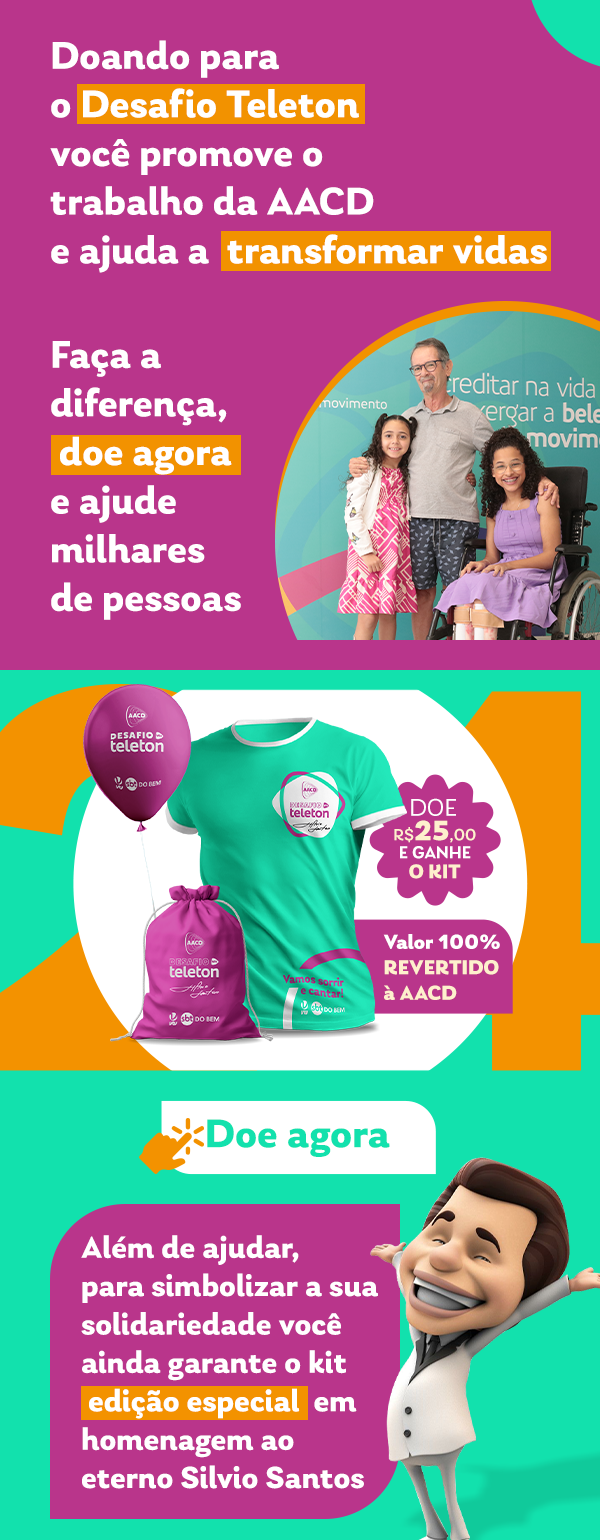 Doando para
o Desafio Teleton
você promove o
trabalho da AACD
e ajuda a transformar vidas
Faça a
diferença,
doe agora
e ajude
milhares
de pessoas
movimento
creditar na vida
vergar a bele
movim
AACD
DESAFIO
teleton
sbt DO BEM
AACD
DESAFIO
teleton
Vamos sorrir
e cantar!
sbt DO BEM
DOE
R$25,00
E GANHE
O KIT
Valor 100%
REVERTIDO
à AACD
AACD
DESAFIO
teleton
sbt DO BEM
Doe agora
Além de ajudar,
para simbolizar a sua
solidariedade você
ainda garante o kit
edição especial em
homenagem ao
eterno Silvio Santos